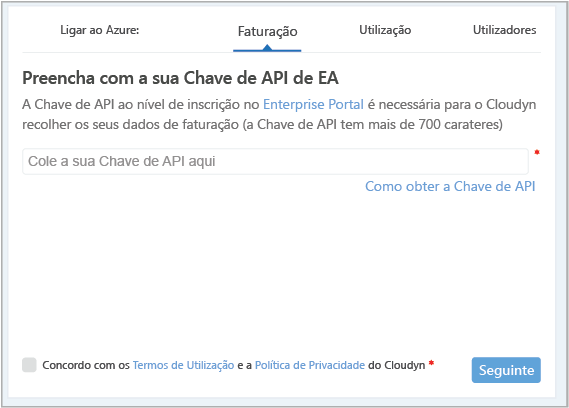 Ligar ao Azure: Faturação Utilização Utilizadores
Preencha com a sua Chave de API de EA
A Chave de API ao nível de inscrição no Enterprise Portal é necessária para o Cloudyn
recolher os seus dados de faturação (a Chave de API tem mais de 700 carateres)
Cole a sua Chave de API aqui *
Como obter a Chave de API
Concordo com os Termos de Utilização e a Política de Privacidade do Cloudyn *
Seguinte